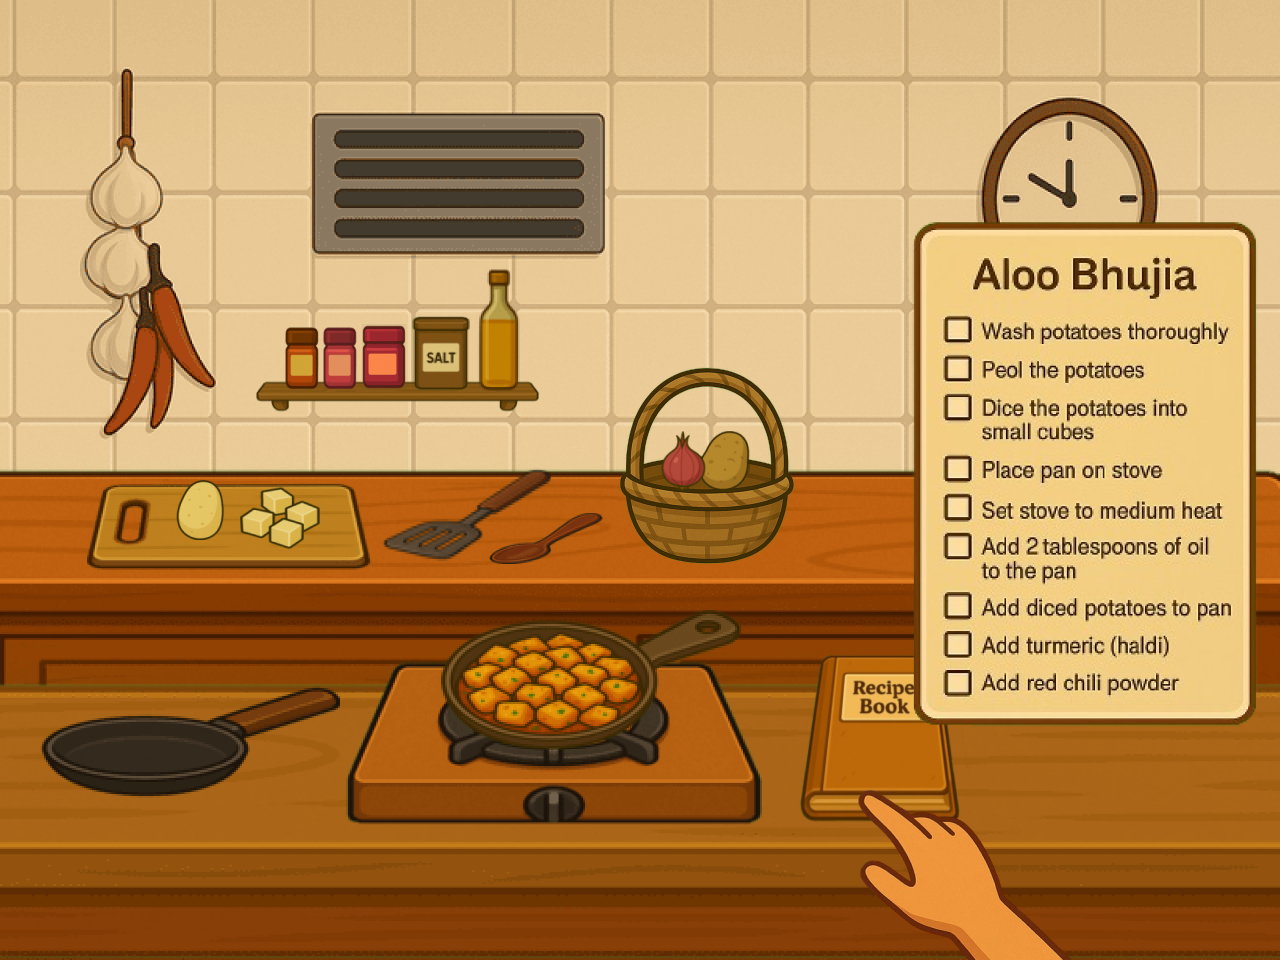 SALT
Aloo Bhujia
Wash potatoes thoroughly
Peol the potatoes
Dice the potatoes into
small cubes
Place pan on stove
Set stove to medium heat
Add 2 tablespoons of oil
to the pan
Add diced potatoes to pan
Add turmeric (haldi)
Add red chili powder
Recipe
Book